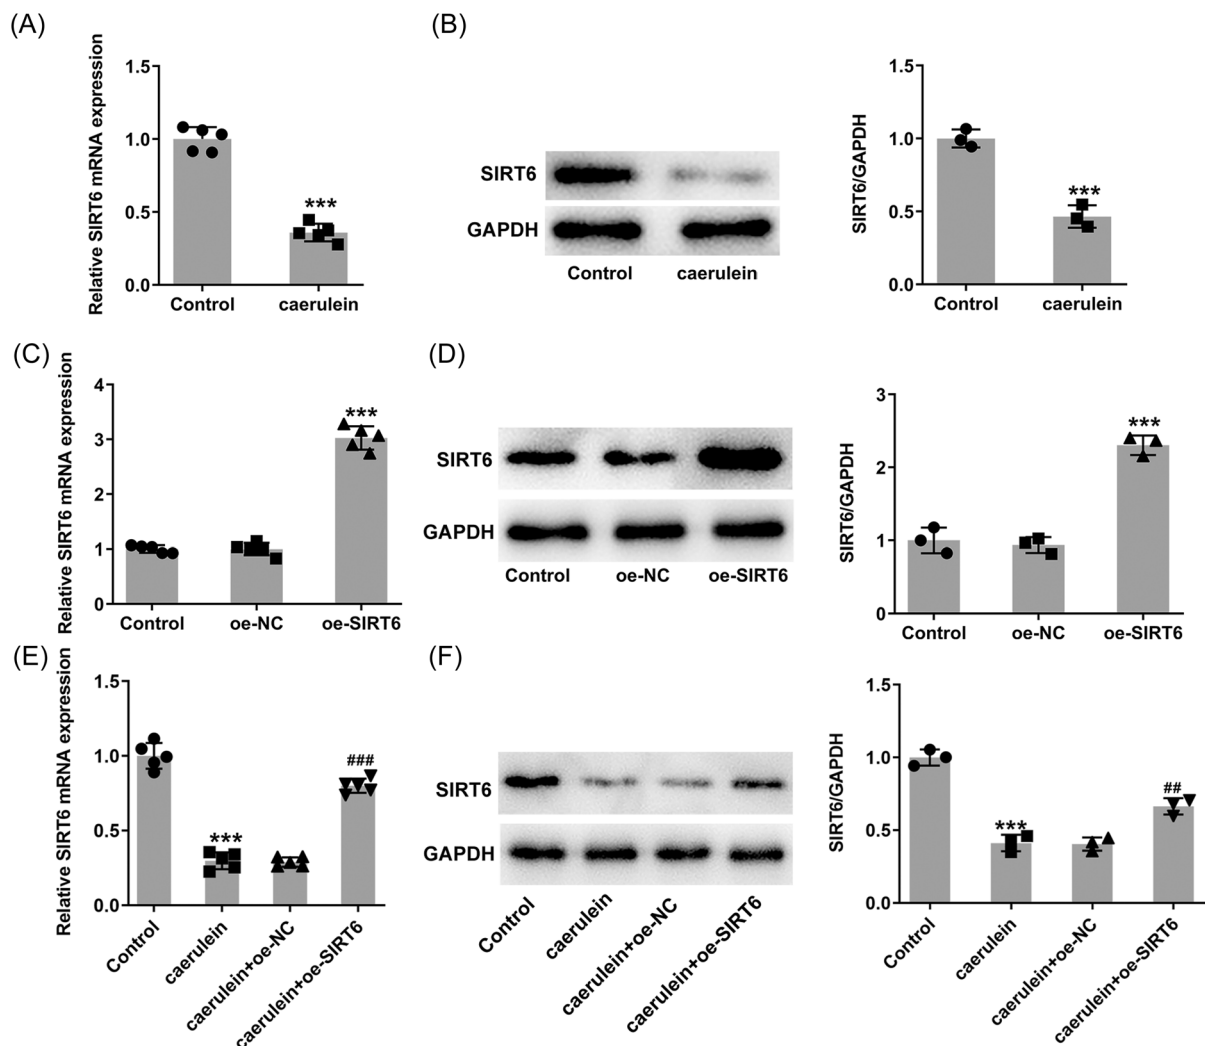 (A)
Relative SIRT6 mRNA expression
1.5
1.0
0.5
0.0
***
Control
caerulein
(B)
SIRT6
GAPDH
Control
caerulein
SIRT6/GAPDH
1.5
1.0
0.5
0.0
***
Control
caerulein
(C)
Relative SIRT6 mRNA expression
4
3
2
1
0
***
Control
oe-NC
oe-SIRT6
(D)
SIRT6
GAPDH
Control
oe-NC
oe-SIRT6
SIRT6/GAPDH
3
2
1
0
***
Control
oe-NC
oe-SIRT6
(E)
Relative SIRT6 mRNA expression
1.5
1.0
0.5
0.0
***
###
Control
caerulein
caerulein+oe-NC
caerulein+oe-SIRT6
(F)
SIRT6
GAPDH
Control
caerulein
caerulein+oe-NC
caerulein+oe-SIRT6
SIRT6/GAPDH
1.5
1.0
0.5
0.0
***
##
Control
caerulein
caerulein+oe-NC
caerulein+oe-SIRT6